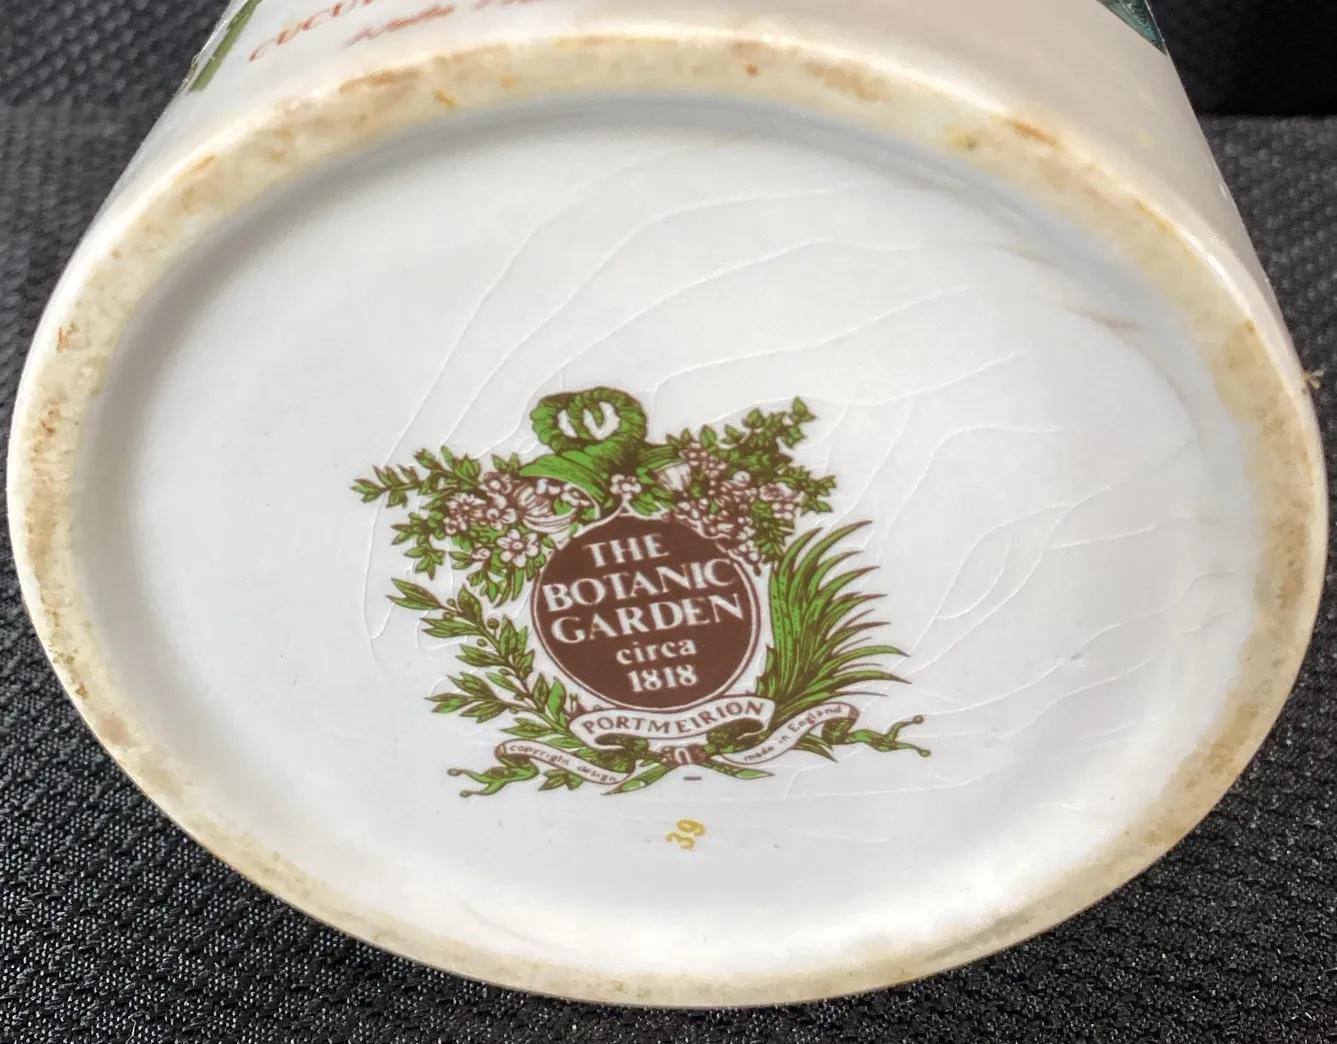 THE
BOTANIC
GARDEN
circa
1818
PORTMEIRION
copyright design
made in England
39